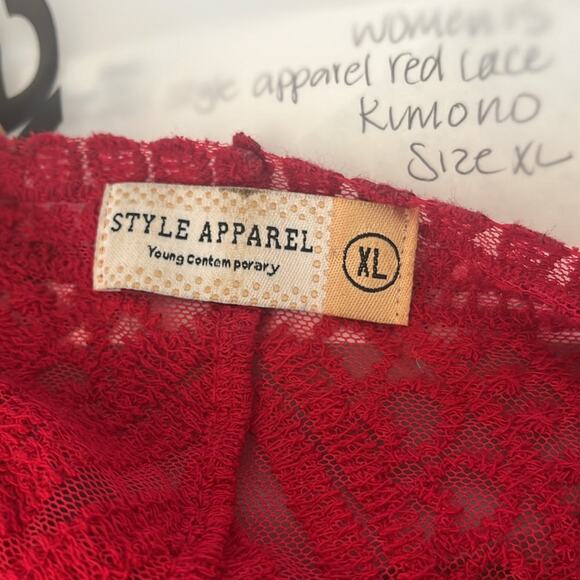 women's
apparel red lace
Kimono
Size XL
STYLE APPAREL
Young Contemporary
XL